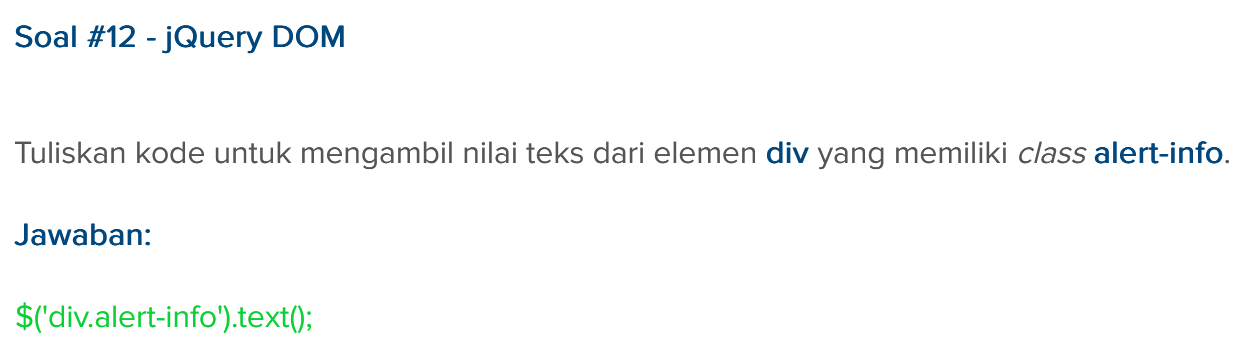 Soal #12 - jQuery DOM
Tuliskan kode untuk mengambil nilai teks dari elemen div yang memiliki class alert-info.
Jawaban:
$('div.alert-info').text();